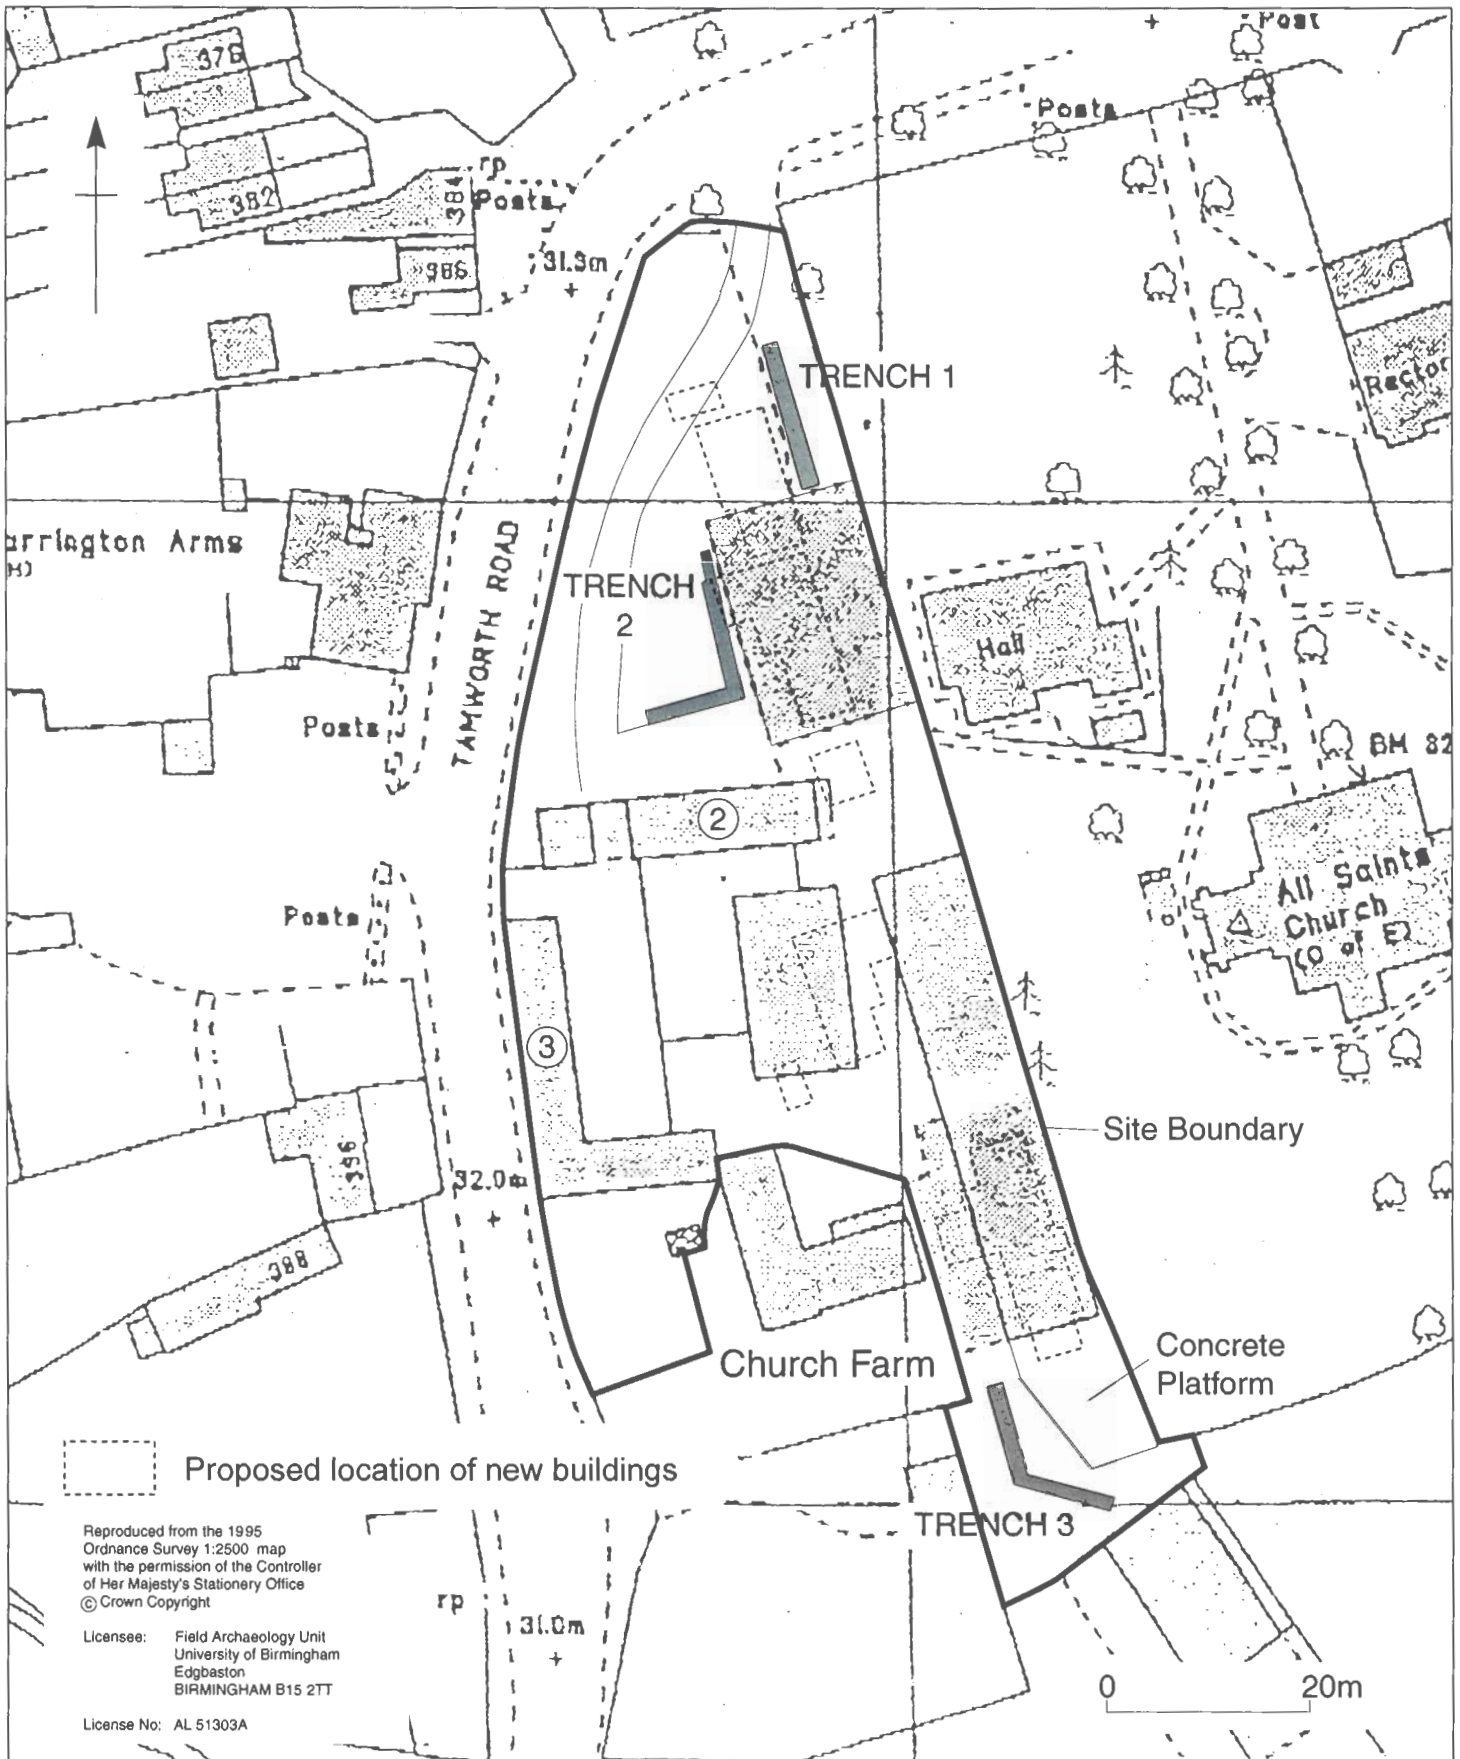 Post
376
Posts
rp
382
384
Posts
386
31.3m
TRENCH 1
Rector
arrington Arms
H)
TAMWORTH ROAD
TRENCH
2
Hall
Posts
BM 82
2
All Saints
Church
(C of E)
Posts
3
Site Boundary
396
32.0m
388
Church Farm
Concrete
Platform
Proposed location of new buildings
TRENCH 3
Reproduced from the 1995
Ordnance Survey 1:2500 map
with the permission of the Controller
of Her Majesty's Stationery Office
© Crown Copyright
rp
31.0m
Licensee: Field Archaeology Unit
University of Birmingham
Edgbaston
BIRMINGHAM B15 2TT
0 20m
License No: AL 51303A